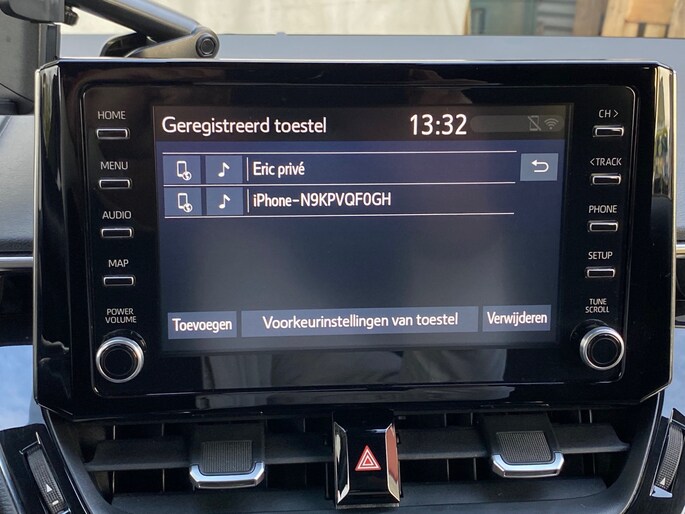 Geregistreerd toestel 13:32
Eric privé
iPhone-N9KPVQF0GH
Toevoegen Voorkeurinstellingen van toestel Verwijderen
HOME
MENU
AUDIO
MAP
POWER
VOLUME
CH >
< TRACK
PHONE
SETUP
TUNE
SCROLL